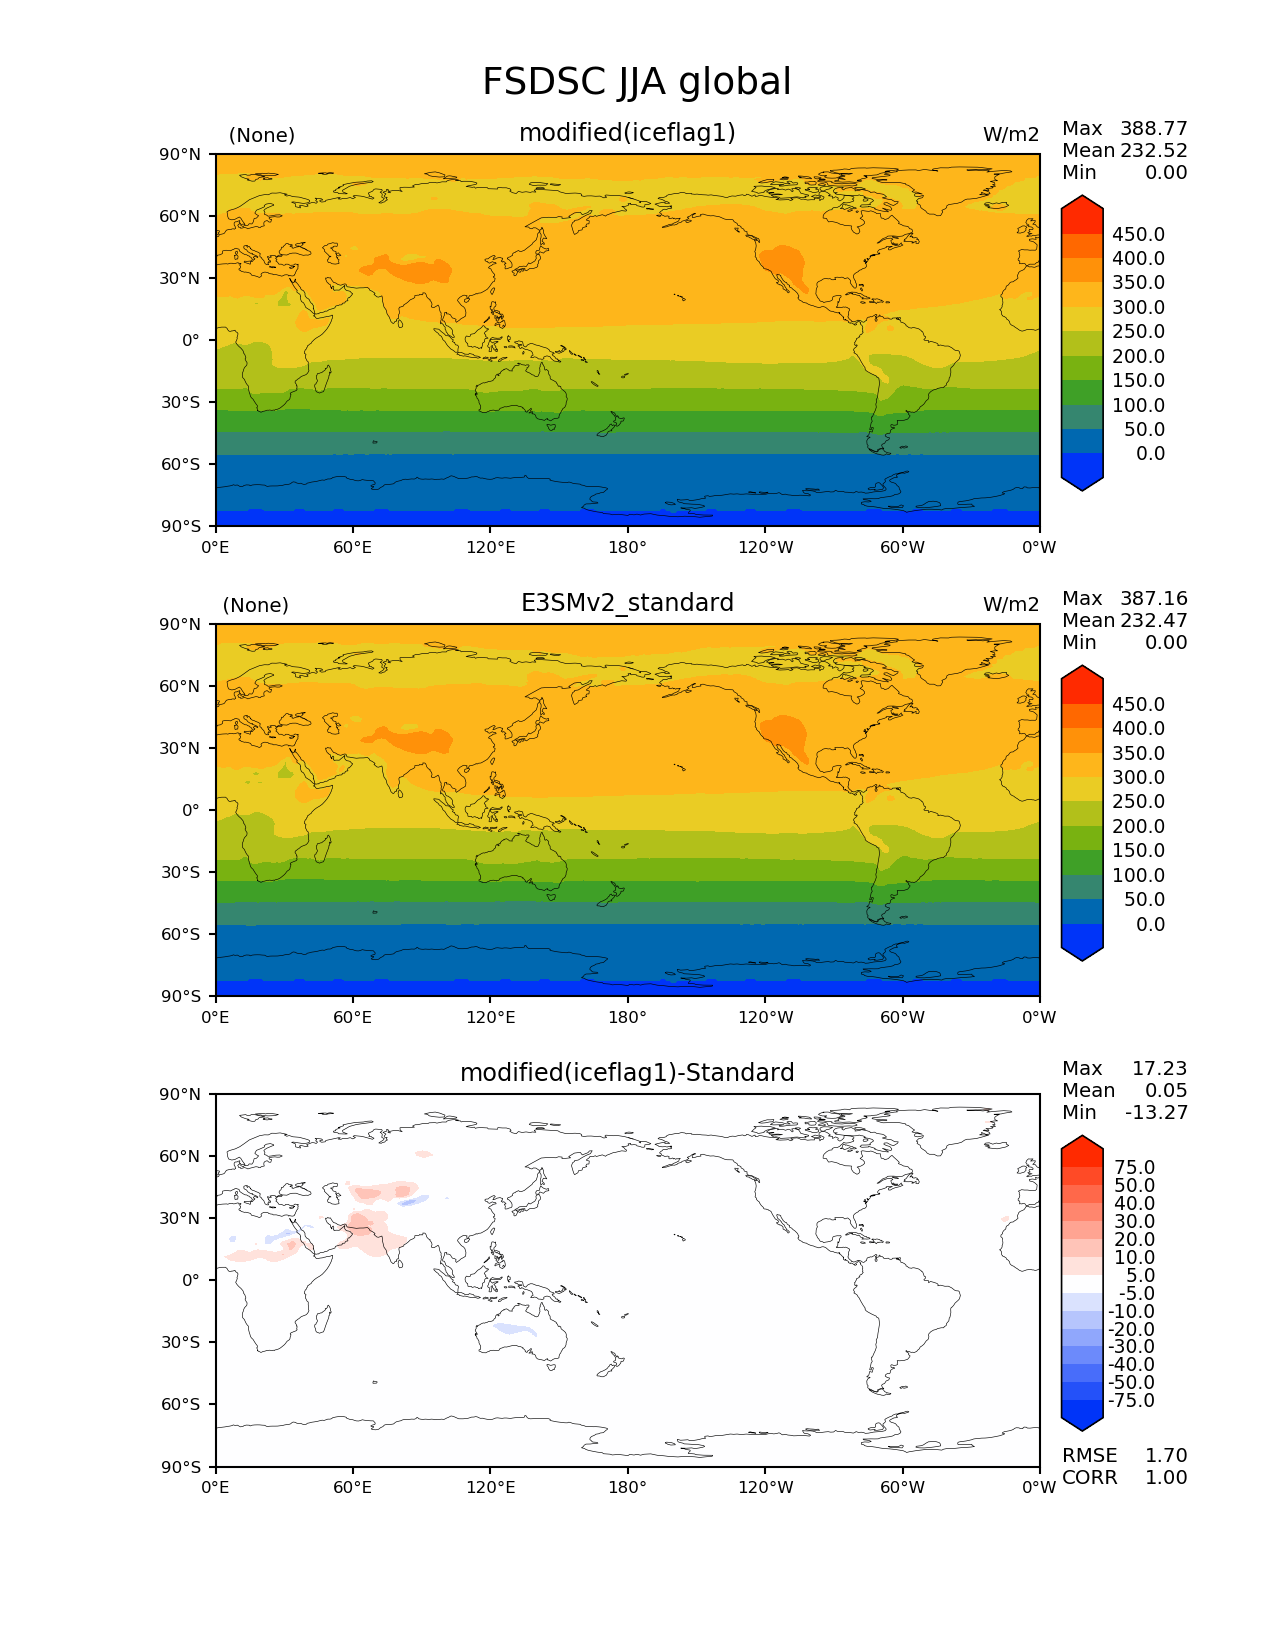 FSDSC JJA global
(None) modified(iceflag1) W/m2
Max 388.77
Mean 232.52
Min 0.00
90°N
60°N
30°N
0°
30°S
60°S
90°S
0°E 60°E 120°E 180° 120°W 60°W 0°W
450.0
400.0
350.0
300.0
250.0
200.0
150.0
100.0
50.0
0.0
(None) E3SMv2_standard W/m2
Max 387.16
Mean 232.47
Min 0.00
90°N
60°N
30°N
0°
30°S
60°S
90°S
0°E 60°E 120°E 180° 120°W 60°W 0°W
450.0
400.0
350.0
300.0
250.0
200.0
150.0
100.0
50.0
0.0
modified(iceflag1)-Standard
Max 17.23
Mean 0.05
Min -13.27
90°N
60°N
30°N
0°
30°S
60°S
90°S
0°E 60°E 120°E 180° 120°W 60°W 0°W
75.0
50.0
40.0
30.0
20.0
10.0
5.0
-5.0
-10.0
-20.0
-30.0
-40.0
-50.0
-75.0
RMSE 1.70
CORR 1.00